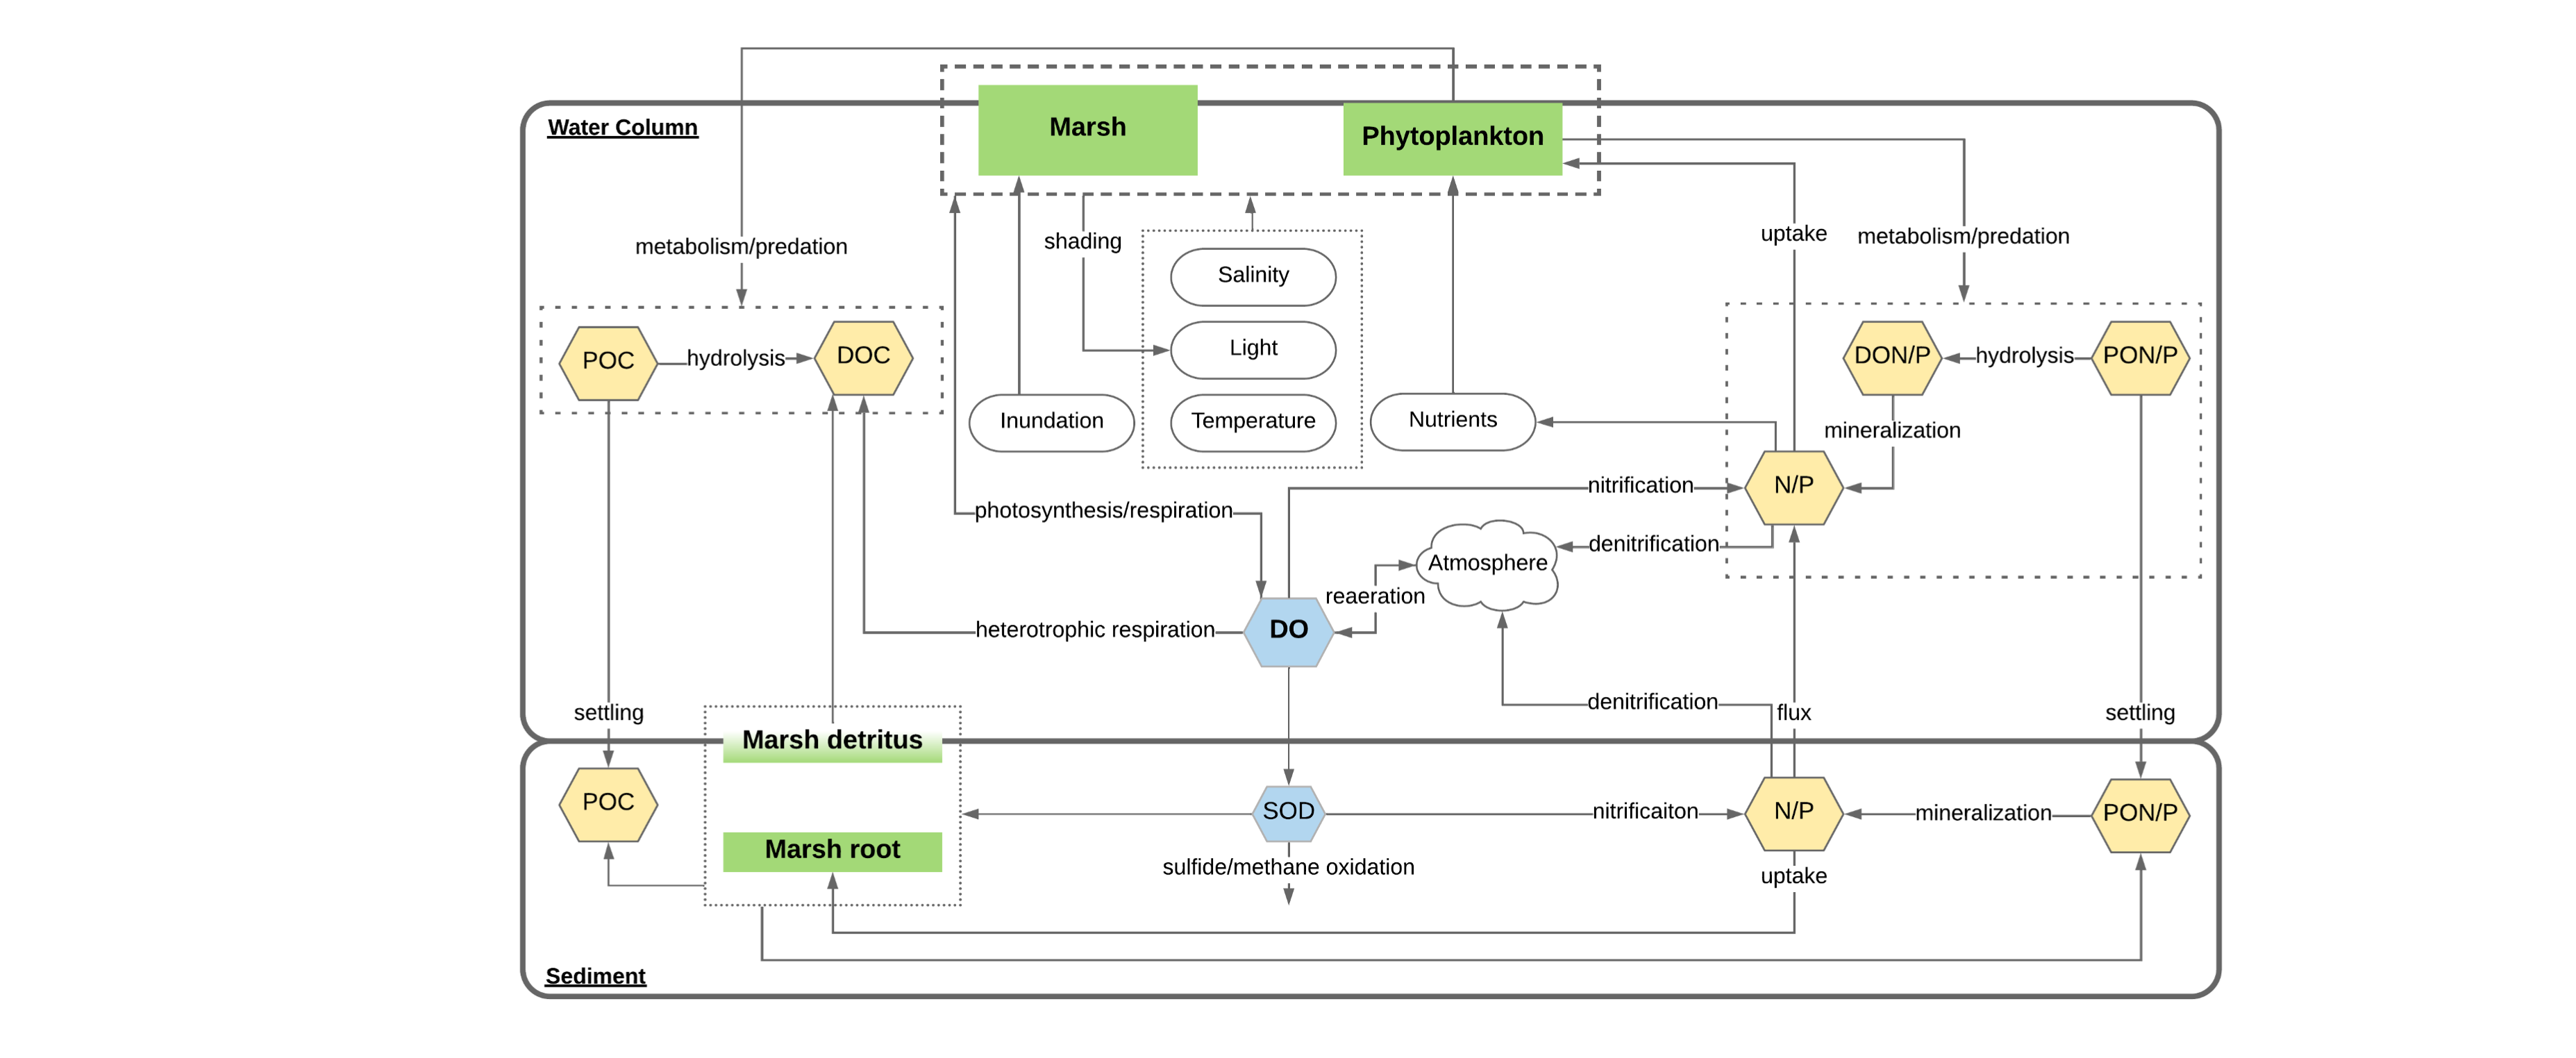 Water Column
Marsh
Phytoplankton
metabolism/predation
shading
uptake
metabolism/predation
Salinity
POC
hydrolysis
DOC
Light
DON/P
hydrolysis
PON/P
Inundation
Temperature
Nutrients
mineralization
photosynthesis/respiration
nitrification
N/P
denitrification
Atmosphere
reaeration
heterotrophic respiration
DO
settling
denitrification
flux
settling
Marsh detritus
POC
SOD
nitrificaiton
N/P
mineralization
PON/P
Marsh root
sulfide/methane oxidation
uptake
Sediment